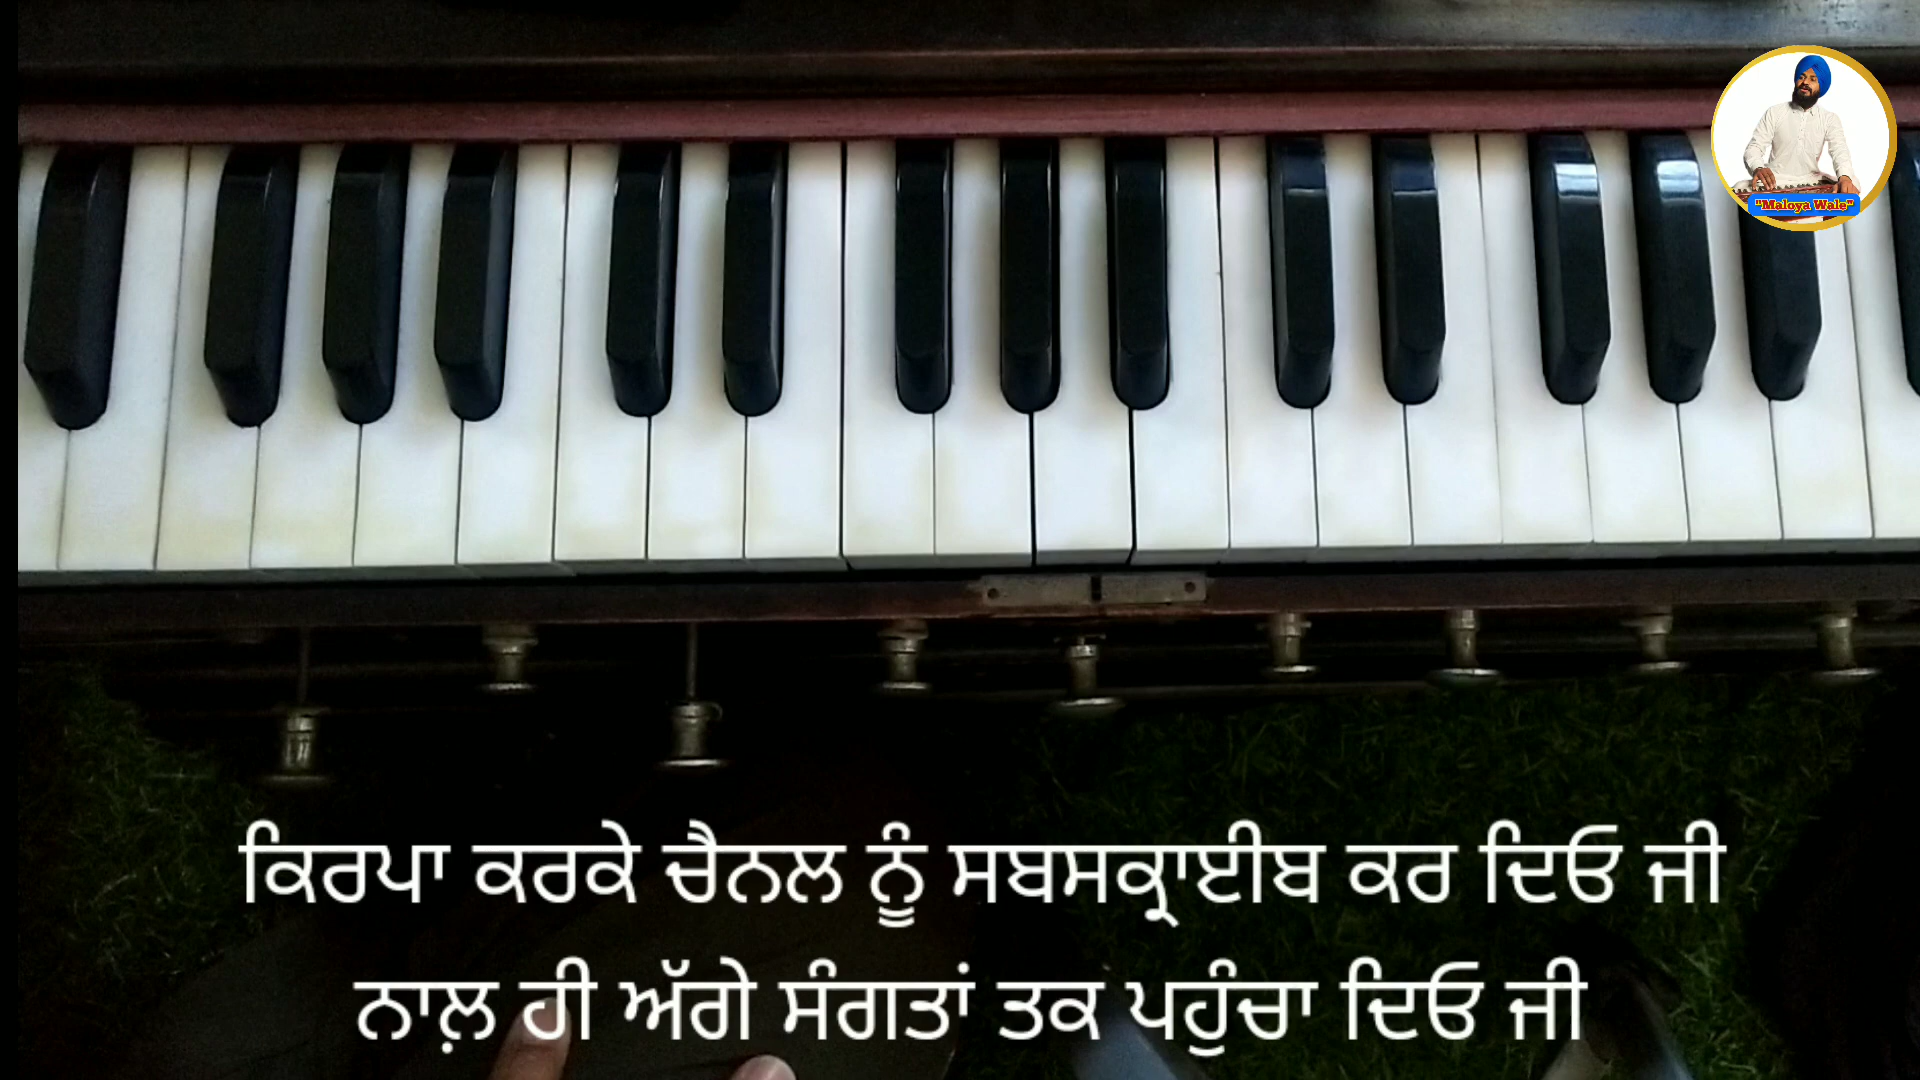 "Maloya Wale"
ਕਿਰਪਾ ਕਰਕੇ ਚੈਨਲ ਨੂੰ ਸਬਸਕ੍ਰਾਈਬ ਕਰ ਦਿਓ ਜੀ
ਨਾਲ਼ ਹੀ ਅੱਗੇ ਸੰਗਤਾਂ ਤਕ ਪਹੁੰਚਾ ਦਿਓ ਜੀ